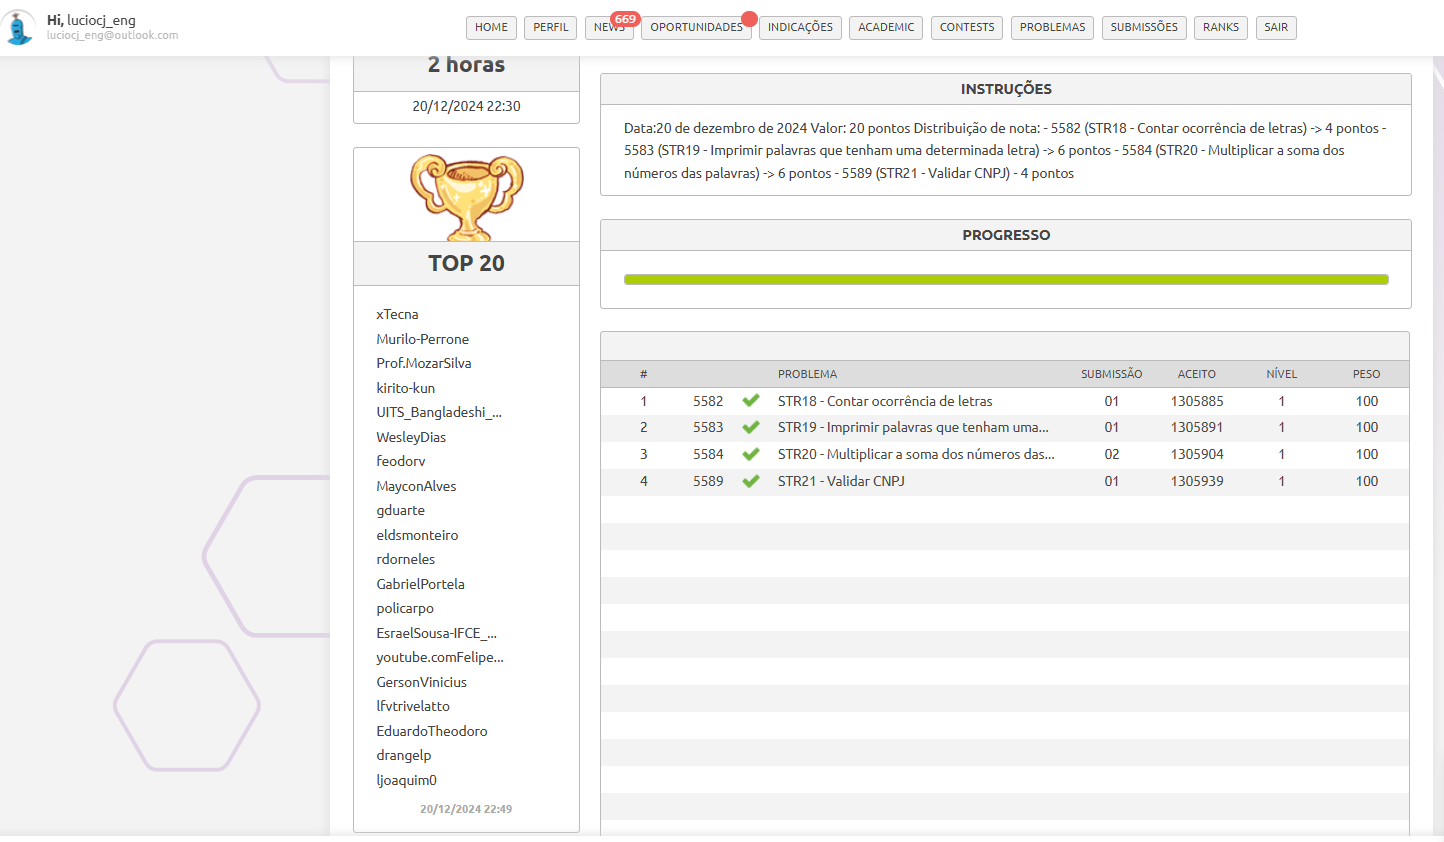 Hi, luciocj_eng
luciocj_eng@outlook.com
HOME PERFIL NEWS 669 OPORTUNIDADES INDICAÇÕES ACADEMIC CONTESTS PROBLEMAS SUBMISSÕES RANKS SAIR
2 horas
20/12/2024 22:30
TOP 20
xTecna
Murilo-Perrone
Prof.MozarSilva
kirito-kun
UITS_Bangladeshi_...
WesleyDias
feodorv
MayconAlves
gduarte
eldsmonteiro
rdorneles
GabrielPortela
policarpo
EsraelSousa-IFCE_...
youtube.comFelipe...
GersonVinicius
lfvtrivelatto
EduardoTheodoro
drangelp
ljoaquim0
20/12/2024 22:49
INSTRUÇÕES
Data:20 de dezembro de 2024 Valor: 20 pontos Distribuição de nota: - 5582 (STR18 - Contar ocorrência de letras) -> 4 pontos -
5583 (STR19 - Imprimir palavras que tenham uma determinada letra) -> 6 pontos - 5584 (STR20 - Multiplicar a soma dos
números das palavras) -> 6 pontos - 5589 (STR21 - Validar CNPJ) - 4 pontos
PROGRESSO
# PROBLEMA SUBMISSÃO ACEITO NÍVEL PESO
1 5582 STR18 - Contar ocorrência de letras 01 1305885 1 100
2 5583 STR19 - Imprimir palavras que tenham uma... 01 1305891 1 100
3 5584 STR20 - Multiplicar a soma dos números das... 02 1305904 1 100
4 5589 STR21 - Validar CNPJ 01 1305939 1 100